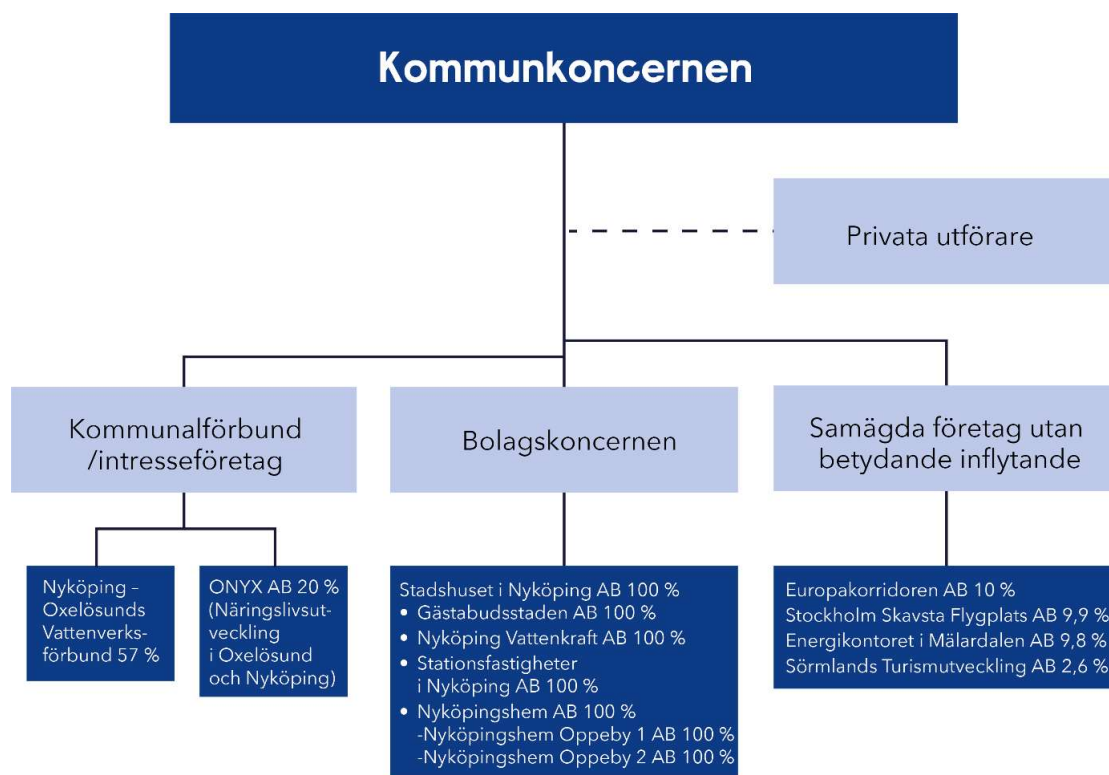 Kommunkoncernen
Privata utförare
Kommunalförbund
/intresseföretag
Bolagskoncernen
Samägda företag utan
betydande inflytande
Nyköping –
Oxelösunds
Vattenverks-
förbund 57 %
ONYX AB 20 %
(Näringslivsut-
veckling
i Oxelösund
och Nyköping)
Stadshuset i Nyköping AB 100 %
• Gästabudsstaden AB 100 %
• Nyköping Vattenkraft AB 100 %
• Stationsfastigheter
i Nyköping AB 100 %
• Nyköpingshem AB 100 %
-Nyköpingshem Oppeby 1 AB 100 %
-Nyköpingshem Oppeby 2 AB 100 %
Europakorridoren AB 10 %
Stockholm Skavsta Flygplats AB 9,9 %
Energikontoret i Mälardalen AB 9,8 %
Sörmlands Turismutveckling AB 2,6 %